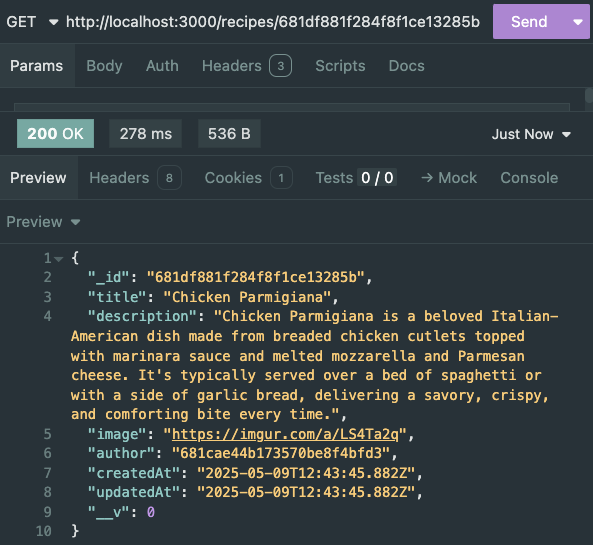 GET http://localhost:3000/recipes/681df881f284f8f1ce13285b Send
Params Body Auth Headers 3 Scripts Docs
200 OK 278 ms 536 B Just Now
Preview Headers 8 Cookies 1 Tests 0 / 0 → Mock Console
Preview
1 {
2 "_id": "681df881f284f8f1ce13285b",
3 "title": "Chicken Parmigiana",
4 "description": "Chicken Parmigiana is a beloved Italian-
American dish made from breaded chicken cutlets topped
with marinara sauce and melted mozzarella and Parmesan
cheese. It's typically served over a bed of spaghetti or
with a side of garlic bread, delivering a savory, crispy,
and comforting bite every time.",
5 "image": "https://imgur.com/a/LS4Ta2q",
6 "author": "681cae44b173570be8f4bfd3",
7 "createdAt": "2025-05-09T12:43:45.882Z",
8 "updatedAt": "2025-05-09T12:43:45.882Z",
9 "__v": 0
10 }